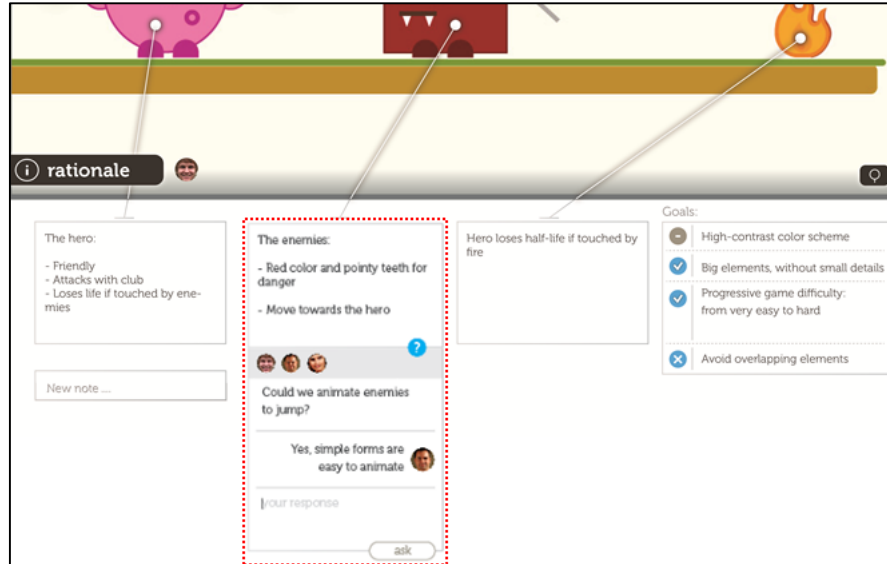 rationale
The hero:
- Friendly
- Attacks with club
- Loses life if touched by ene-
mies
New note ....
The enemies:
- Red color and pointy teeth for
danger
- Move towards the hero
?
Could we animate enemies
to jump?
Yes, simple forms are
easy to animate
your response
ask
Hero loses half-life if touched by
fire
Goals:
High-contrast color scheme
Big elements, without small details
Progressive game difficulty:
from very easy to hard
Avoid overlapping elements